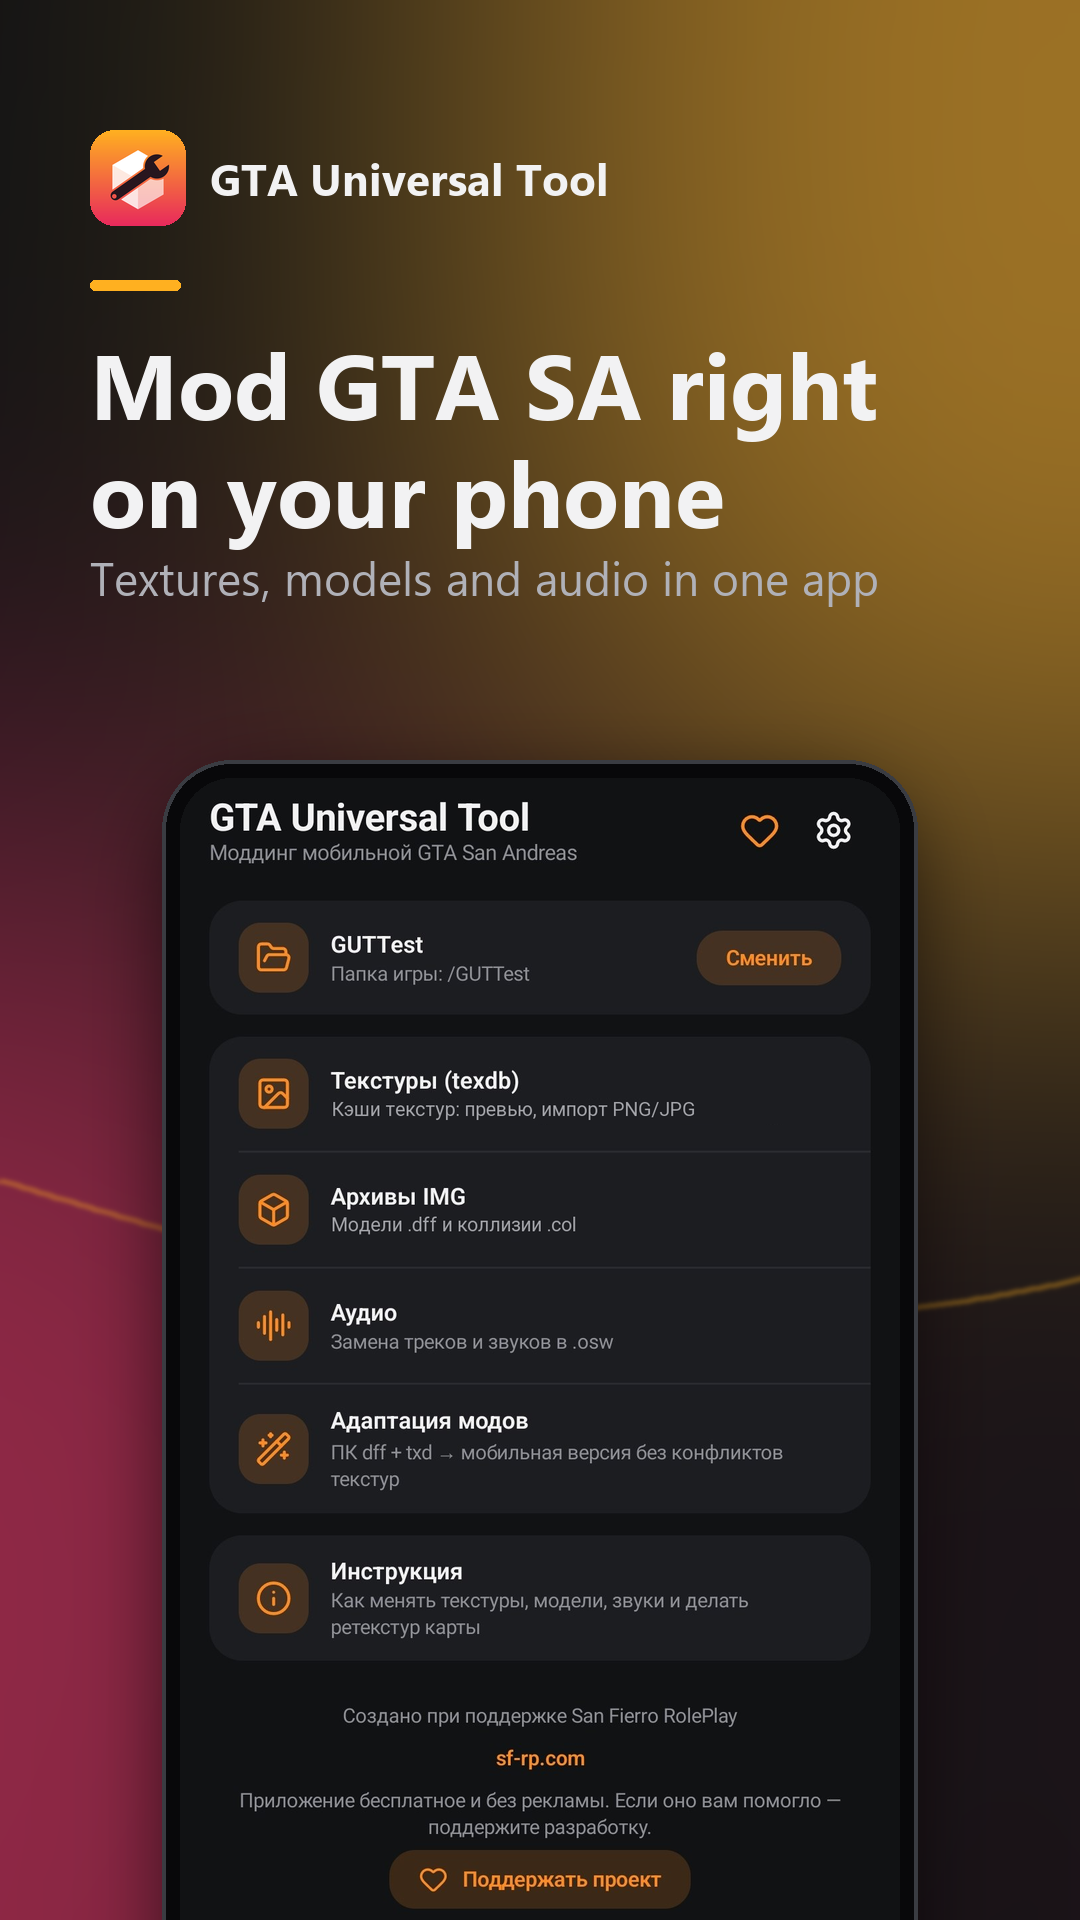 GTA Universal Tool
Mod GTA SA right
on your phone
Textures, models and audio in one app
GTA Universal Tool
Моддинг мобильной GTA San Andreas
GUTTest
Папка игры: /GUTTest
Сменить
Текстуры (texdb)
Кэши текстур: превью, импорт PNG/JPG
Архивы IMG
Модели .dff и коллизии .col
Аудио
Замена треков и звуков в .osw
Адаптация модов
ПК dff + txd → мобильная версия без конфликтов
текстур
Инструкция
Как менять текстуры, модели, звуки и делать
ретекстур карты
Создано при поддержке San Fierro RolePlay
sf-rp.com
Приложение бесплатное и без рекламы. Если оно вам помогло —
поддержите разработку.
Поддержать проект